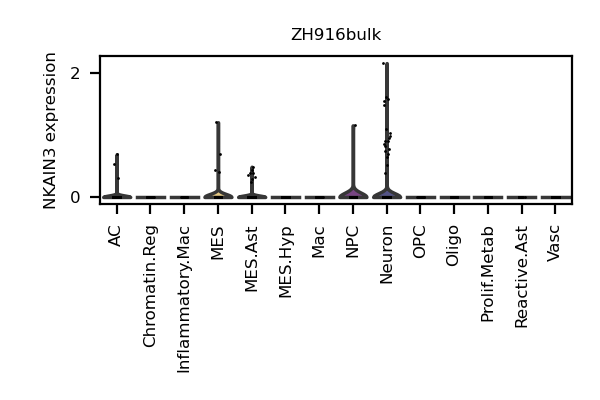 ZH916bulk
NKAIN3 expression
2
0
AC
Chromatin.Reg
Inflammatory.Mac
MES
MES.Ast
MES.Hyp
Mac
NPC
Neuron
OPC
Oligo
Prolif.Metab
Reactive.Ast
Vasc